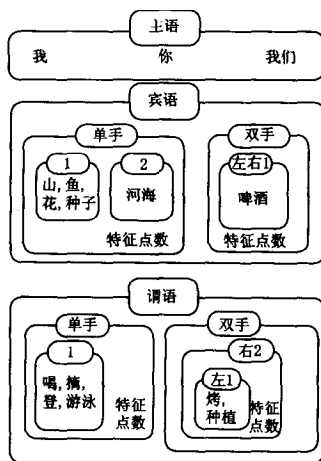 主语
我 你 我们
宾语
单手 双手
1 2 左右1
山,鱼,
花,种子
河海
啤酒
特征点数 特征点数
谓语
单手 双手
1 右2
喝,摘,
登,游泳
左1
烤,
种植
特征
点数
特征
点数